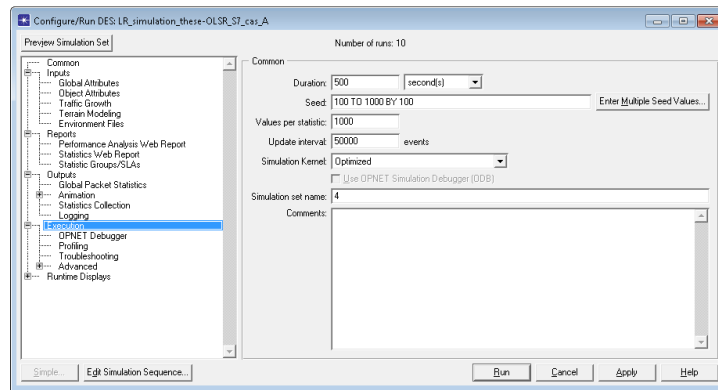 Configure/Run DES: LR_simulation_these-OLSR_S7_cas_A
Preview Simulation Set
Number of runs: 10
Common
Inputs
Global Attributes
Object Attributes
Traffic Growth
Terrain Modeling
Environment Files
Reports
Performance Analysis Web Report
Statistics Web Report
Statistic Groups/SLAs
Outputs
Global Packet Statistics
Animation
Statistics Collection
Logging
Execution
OPNET Debugger
Profiling
Troubleshooting
Advanced
Runtime Displays
Common
Duration: 500 second(s)
Seed: 100 TO 1000 BY 100 Enter Multiple Seed Values...
Values per statistic: 1000
Update interval: 50000 events
Simulation Kernel: Optimized
Use OPNET Simulation Debugger (ODB)
Simulation set name: 4
Comments:
Simple... Edit Simulation Sequence... Run Cancel Apply Help